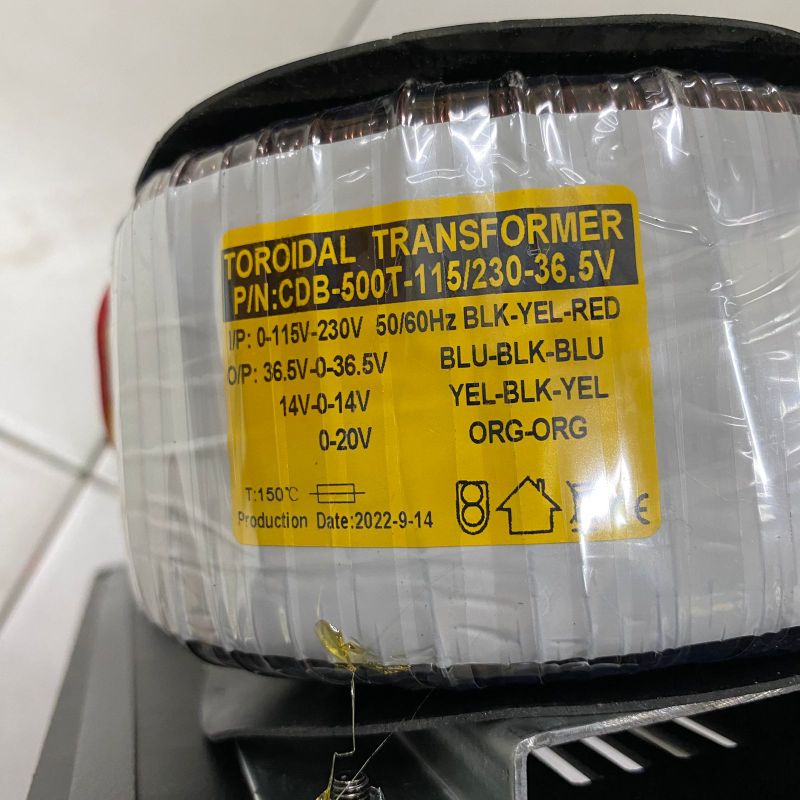 TOROIDAL TRANSFORMER
P/N:CDB-500T-115/230-36.5V
I/P: 0-115V-230V 50/60Hz BLK-YEL-RED
O/P: 36.5V-0-36.5V BLU-BLK-BLU
14V-0-14V YEL-BLK-YEL
0-20V ORG-ORG
T:150℃
Production Date:2022-9-14
CE